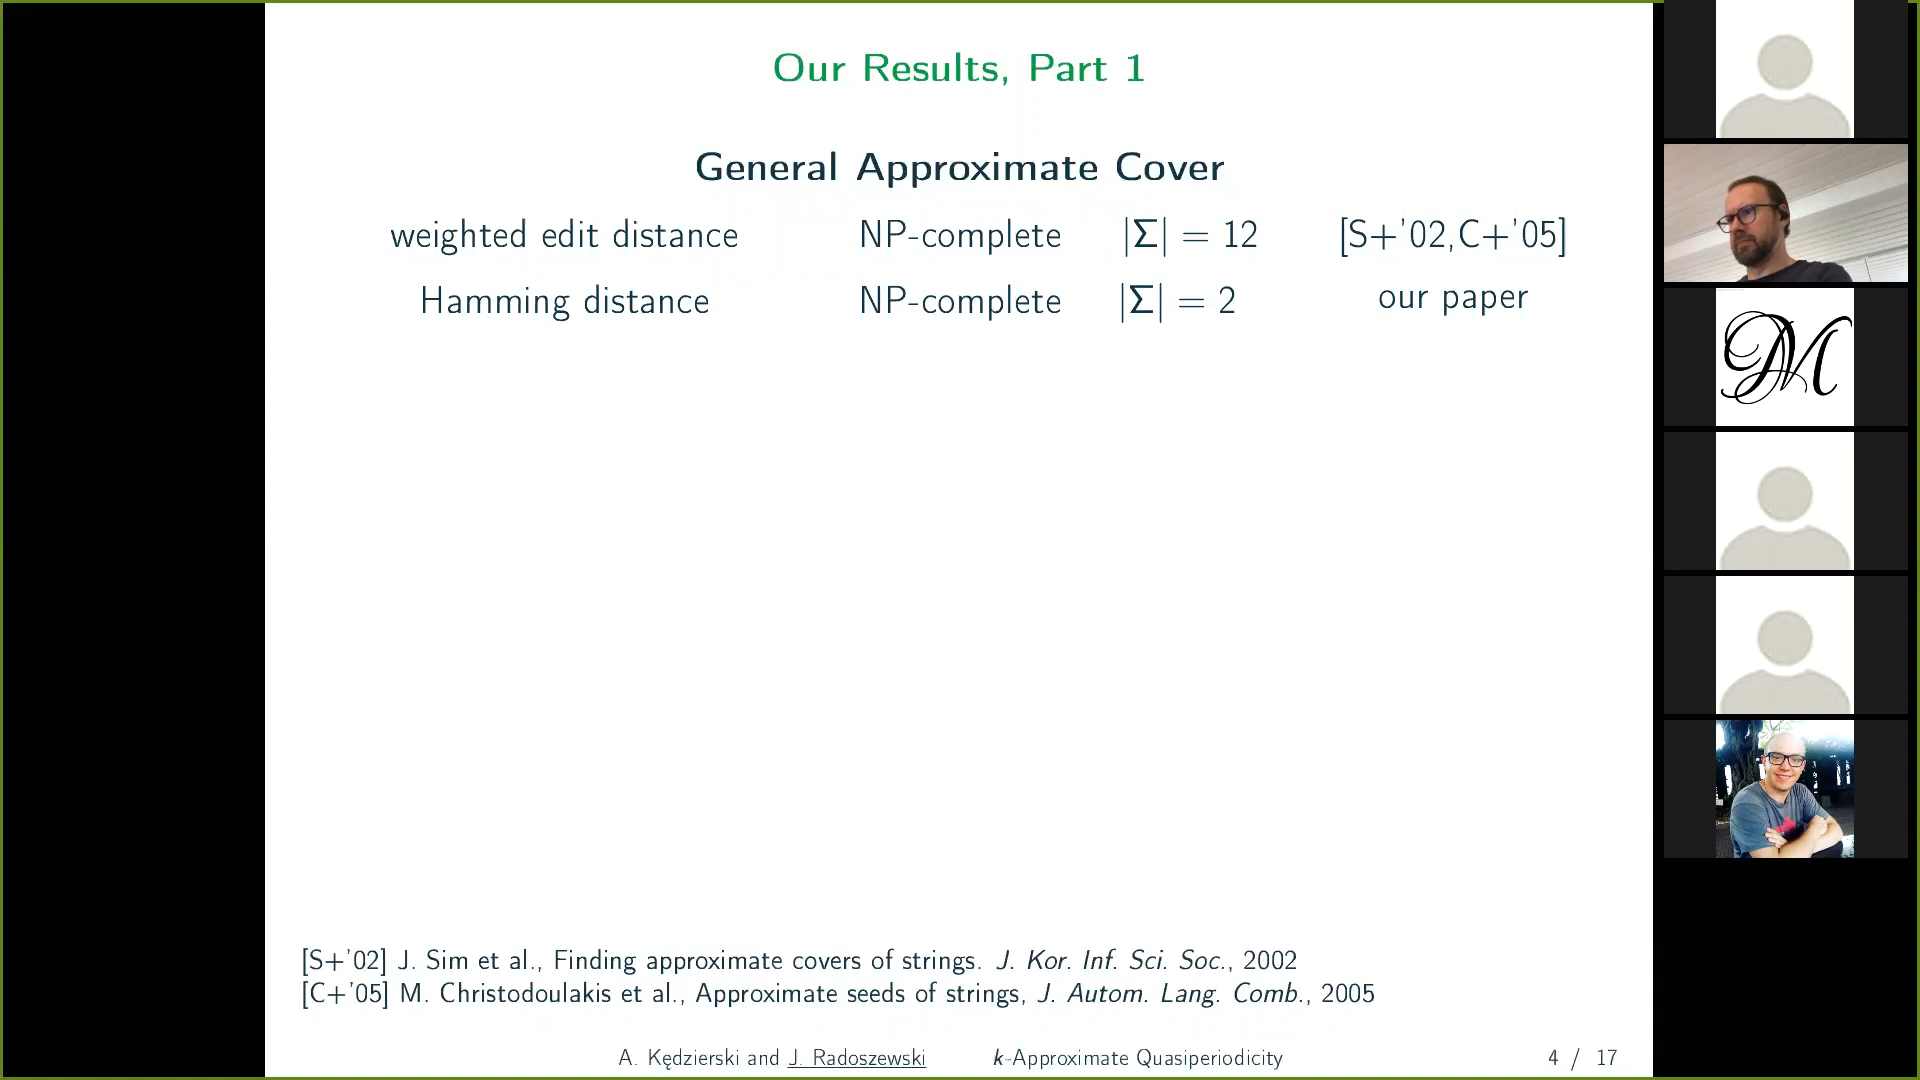 Our Results, Part 1
General Approximate Cover
weighted edit distance NP-complete |Σ| = 12 [S+'02,C+'05]
Hamming distance NP-complete |Σ| = 2 our paper
[S+'02] J. Sim et al., Finding approximate covers of strings. J. Kor. Inf. Sci. Soc., 2002
[C+'05] M. Christodoulakis et al., Approximate seeds of strings, J. Autom. Lang. Comb., 2005
A. Kędzierski and J. Radoszewski k-Approximate Quasiperiodicity 4 / 17
M